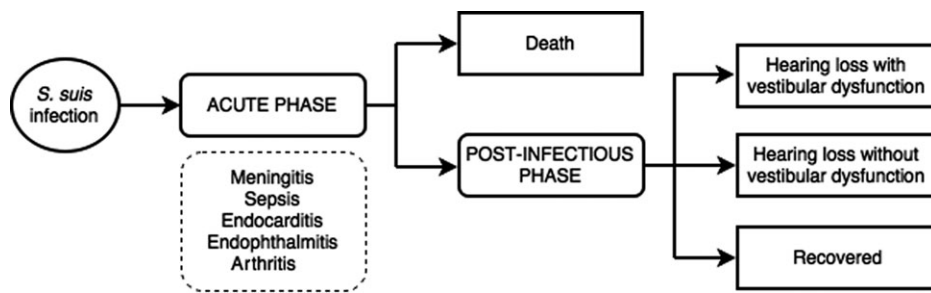 S. suis
infection
ACUTE PHASE
Meningitis
Sepsis
Endocarditis
Endophthalmitis
Arthritis
Death
POST-INFECTIOUS
PHASE
Hearing loss with
vestibular dysfunction
Hearing loss without
vestibular dysfunction
Recovered